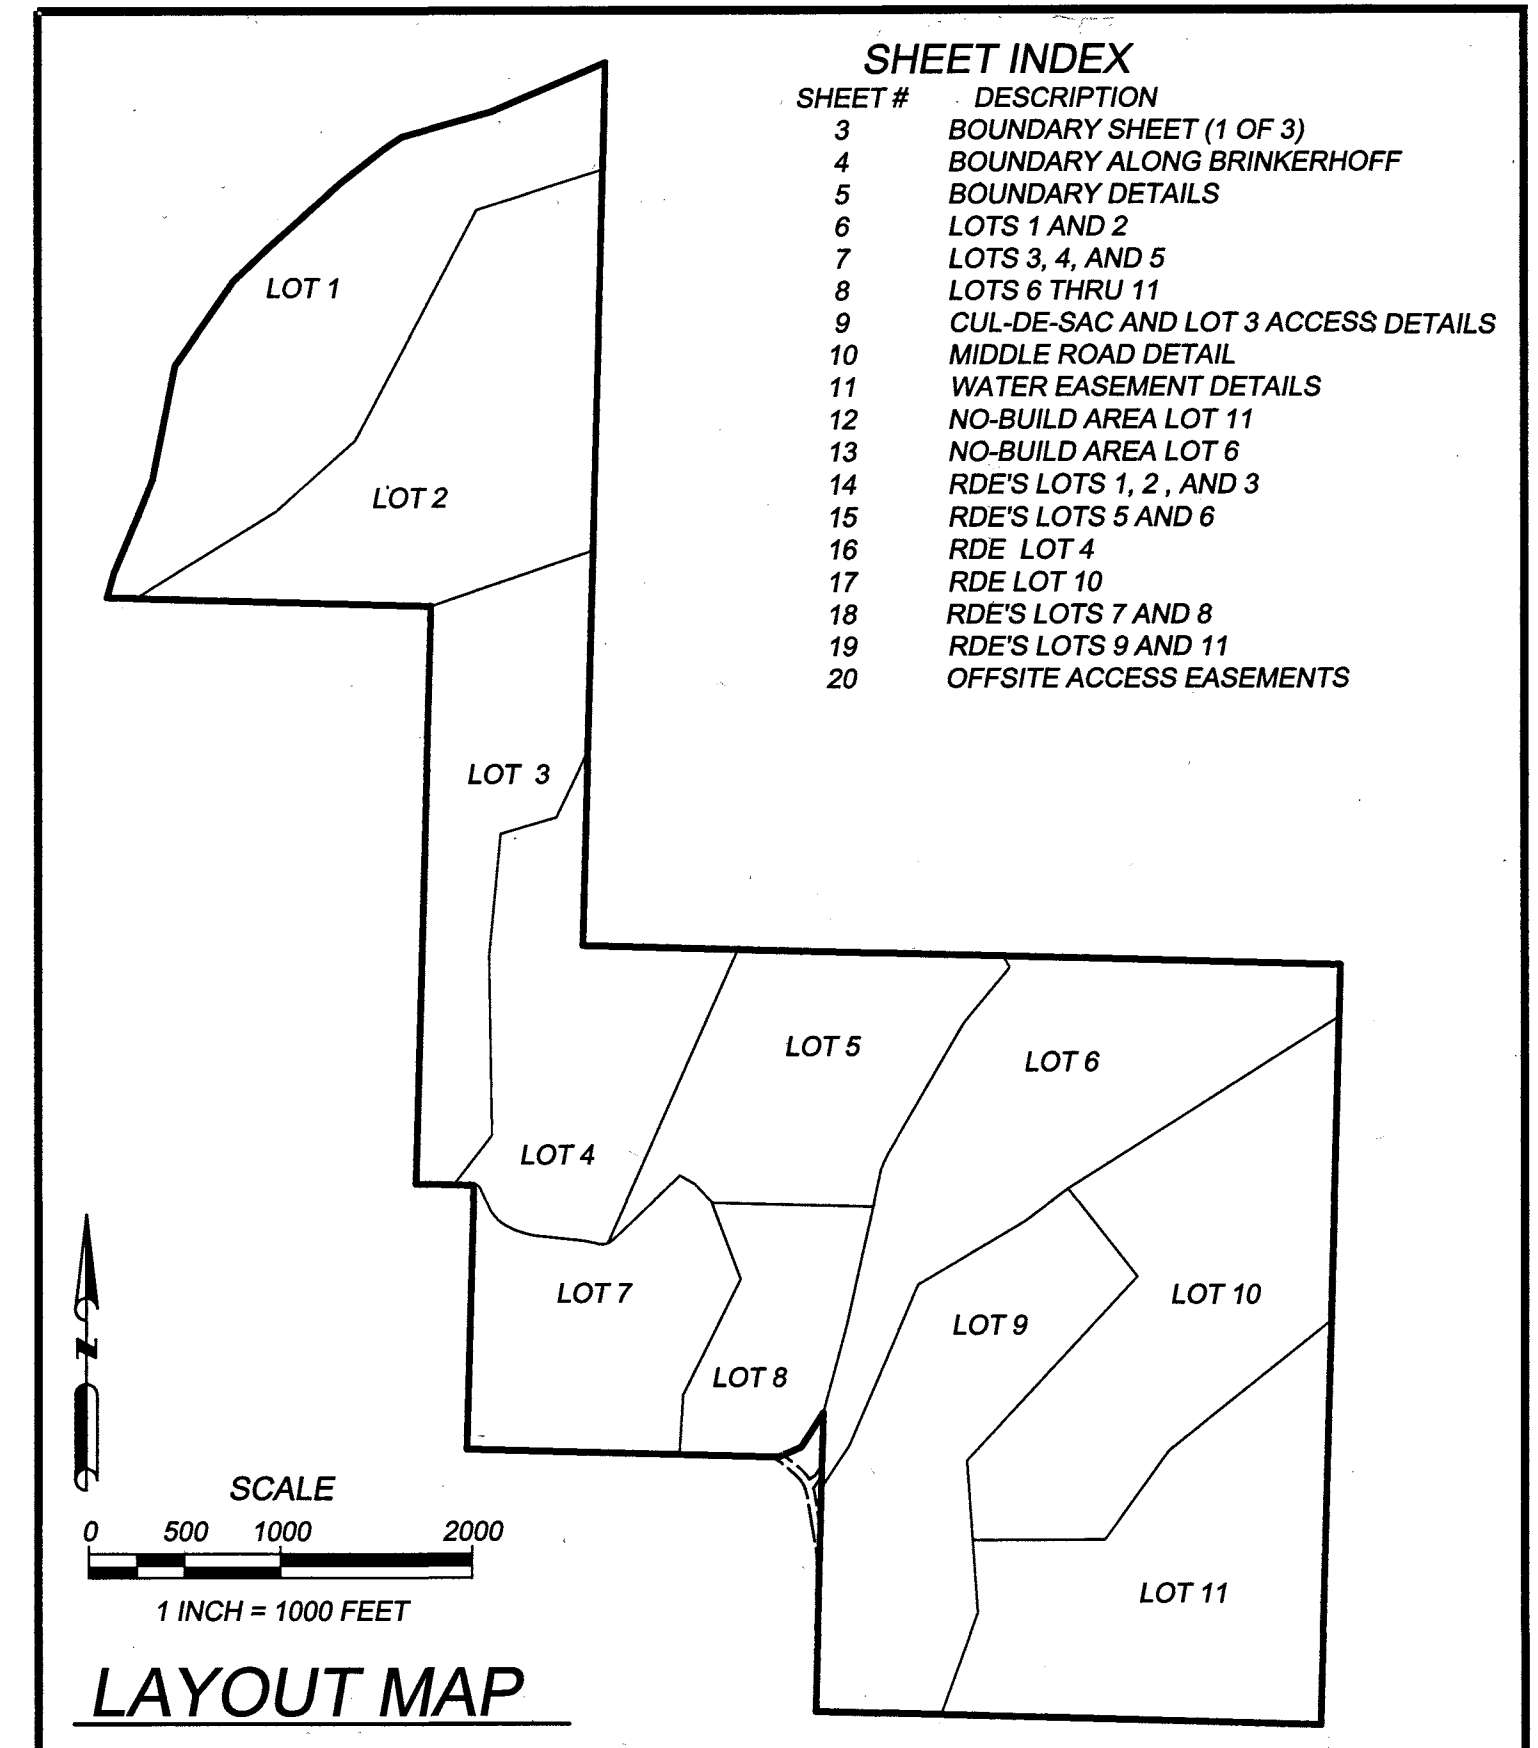 SHEET INDEX
SHEET # DESCRIPTION
3 BOUNDARY SHEET (1 OF 3)
4 BOUNDARY ALONG BRINKERHOFF
5 BOUNDARY DETAILS
6 LOTS 1 AND 2
7 LOTS 3, 4, AND 5
8 LOTS 6 THRU 11
9 CUL-DE-SAC AND LOT 3 ACCESS DETAILS
10 MIDDLE ROAD DETAIL
11 WATER EASEMENT DETAILS
12 NO-BUILD AREA LOT 11
13 NO-BUILD AREA LOT 6
14 RDE'S LOTS 1, 2 , AND 3
15 RDE'S LOTS 5 AND 6
16 RDE LOT 4
17 RDE LOT 10
18 RDE'S LOTS 7 AND 8
19 RDE'S LOTS 9 AND 11
20 OFFSITE ACCESS EASEMENTS
LOT 1
LOT 2
LOT 3
LOT 5
LOT 6
LOT 4
LOT 7
LOT 10
LOT 9
LOT 8
LOT 11
N
SCALE
0 500 1000 2000
1 INCH = 1000 FEET
LAYOUT MAP